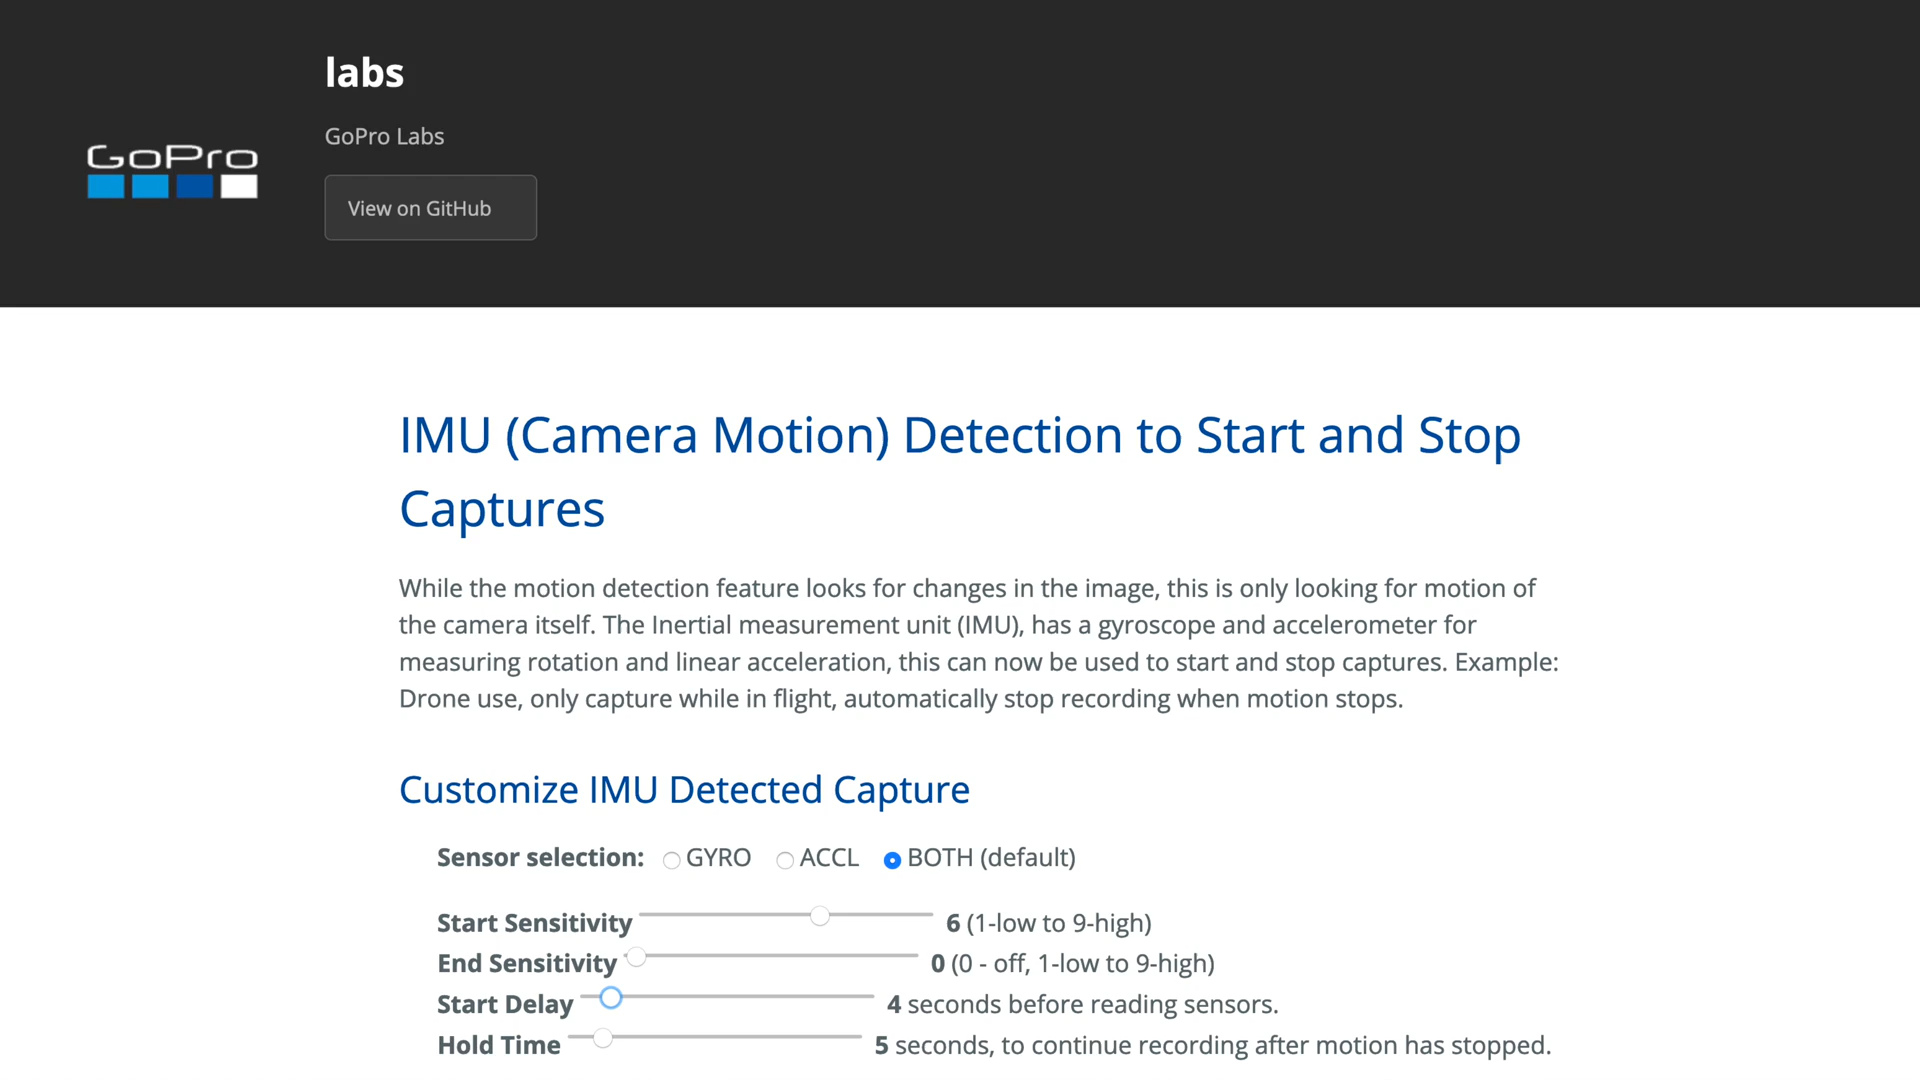 labs
GoPro Labs
GoPro
View on GitHub
IMU (Camera Motion) Detection to Start and Stop
Captures
While the motion detection feature looks for changes in the image, this is only looking for motion of
the camera itself. The Inertial measurement unit (IMU), has a gyroscope and accelerometer for
measuring rotation and linear acceleration, this can now be used to start and stop captures. Example:
Drone use, only capture while in flight, automatically stop recording when motion stops.
Customize IMU Detected Capture
Sensor selection: GYRO ACCL BOTH (default)
Start Sensitivity 6 (1-low to 9-high)
End Sensitivity 0 (0 - off, 1-low to 9-high)
Start Delay 4 seconds before reading sensors.
Hold Time 5 seconds, to continue recording after motion has stopped.